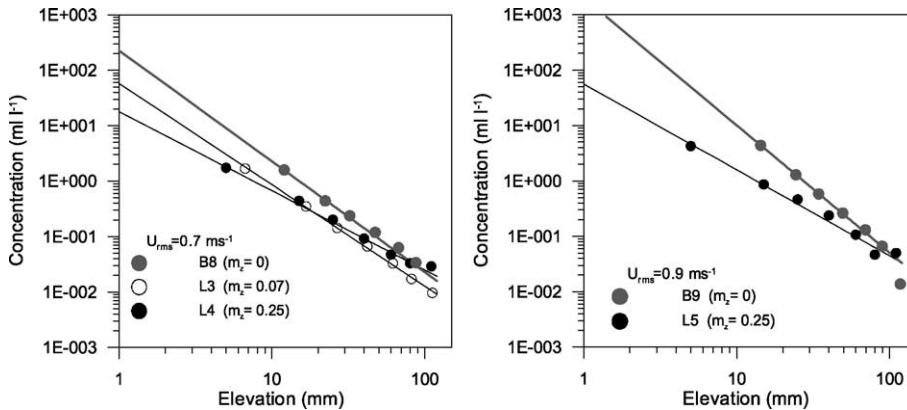 Concentration (ml l⁻¹)
1E+003
1E+002
1E+001
1E+000
1E-001
1E-002
1E-003
U_rms=0.7 ms⁻¹
B8 (m_z= 0)
L3 (m_z= 0.07)
L4 (m_z= 0.25)
1
10
100
Elevation (mm)
Concentration (ml l⁻¹)
1E+003
1E+002
1E+001
1E+000
1E-001
1E-002
1E-003
U_rms=0.9 ms⁻¹
B9 (m_z= 0)
L5 (m_z= 0.25)
1
10
100
Elevation (mm)